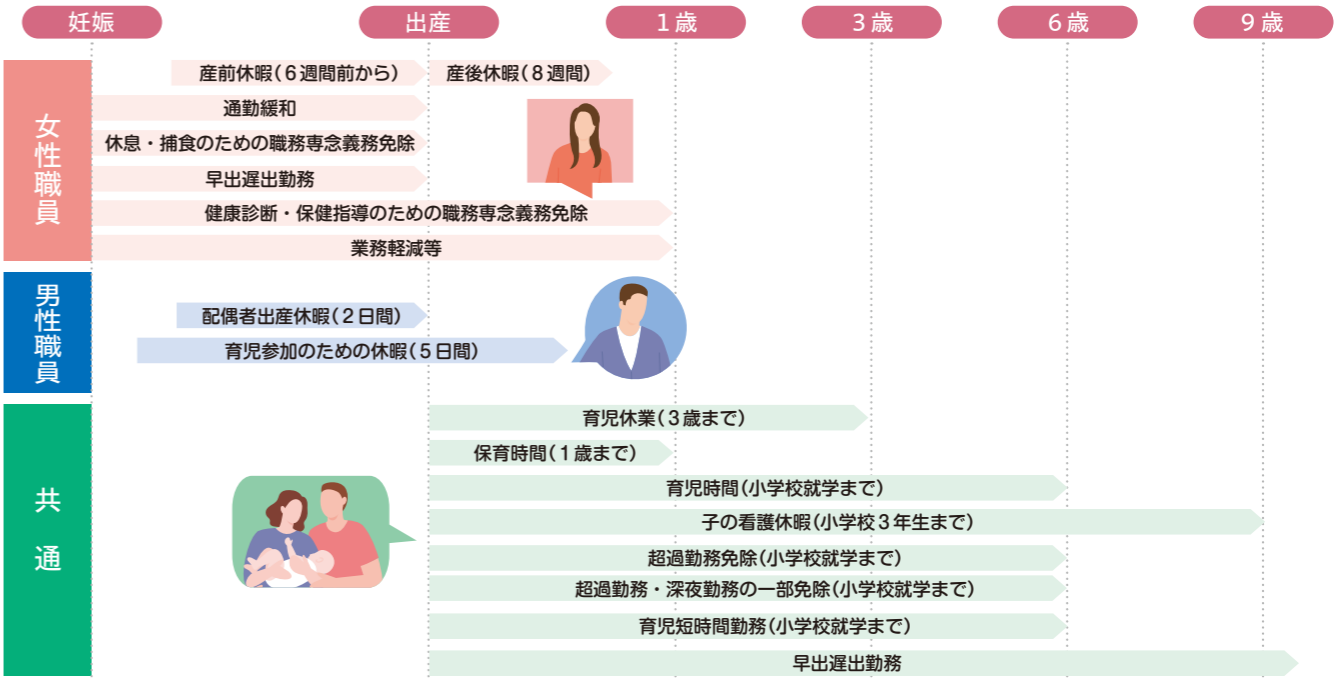 妊娠
出産
1歳
3歳
6歳
9歳
女性職員
産前休暇(6週間前から)
産後休暇(8週間)
通勤緩和
休息・捕食のための職務専念義務免除
早出遅出勤務
健康診断・保健指導のための職務専念義務免除
業務軽減等
男性職員
配偶者出産休暇(2日間)
育児参加のための休暇(5日間)
共通
育児休業(3歳まで)
保育時間(1歳まで)
育児時間(小学校就学まで)
子の看護休暇(小学校3年生まで)
超過勤務免除(小学校就学まで)
超過勤務・深夜勤務の一部免除(小学校就学まで)
育児短時間勤務(小学校就学まで)
早出遅出勤務